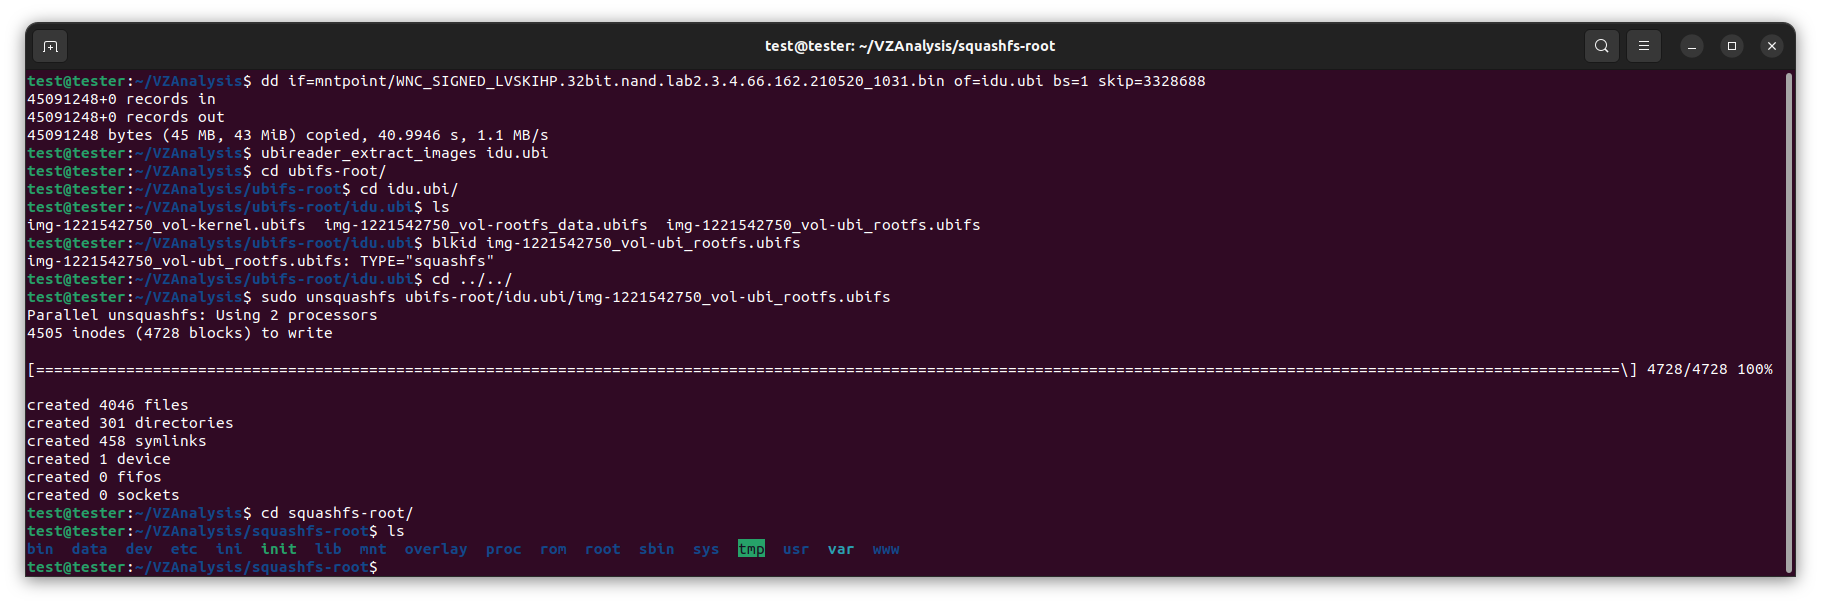 test@tester: ~/VZAnalysis/squashfs-root
test@tester:~/VZAnalysis$ dd if=mntpoint/WNC_SIGNED_LVSKIHP.32bit.nand.lab2.3.4.66.162.210520_1031.bin of=idu.ubi bs=1 skip=3328688
45091248+0 records in
45091248+0 records out
45091248 bytes (45 MB, 43 MiB) copied, 40.9946 s, 1.1 MB/s
test@tester:~/VZAnalysis$ ubireader_extract_images idu.ubi
test@tester:~/VZAnalysis$ cd ubifs-root/
test@tester:~/VZAnalysis/ubifs-root$ cd idu.ubi/
test@tester:~/VZAnalysis/ubifs-root/idu.ubi$ ls
img-1221542750_vol-kernel.ubifs  img-1221542750_vol-rootfs_data.ubifs  img-1221542750_vol-ubi_rootfs.ubifs
test@tester:~/VZAnalysis/ubifs-root/idu.ubi$ blkid img-1221542750_vol-ubi_rootfs.ubifs
img-1221542750_vol-ubi_rootfs.ubifs: TYPE="squashfs"
test@tester:~/VZAnalysis/ubifs-root/idu.ubi$ cd ../../
test@tester:~/VZAnalysis$ sudo unsquashfs ubifs-root/idu.ubi/img-1221542750_vol-ubi_rootfs.ubifs
Parallel unsquashfs: Using 2 processors
4505 inodes (4728 blocks) to write
[================================================================================================================================================================================\] 4728/4728 100%
created 4046 files
created 301 directories
created 458 symlinks
created 1 device
created 0 fifos
created 0 sockets
test@tester:~/VZAnalysis$ cd squashfs-root/
test@tester:~/VZAnalysis/squashfs-root$ ls
bin  data  dev  etc  ini  init  lib  mnt  overlay  proc  rom  root  sbin  sys  tmp  usr  var  www
test@tester:~/VZAnalysis/squashfs-root$